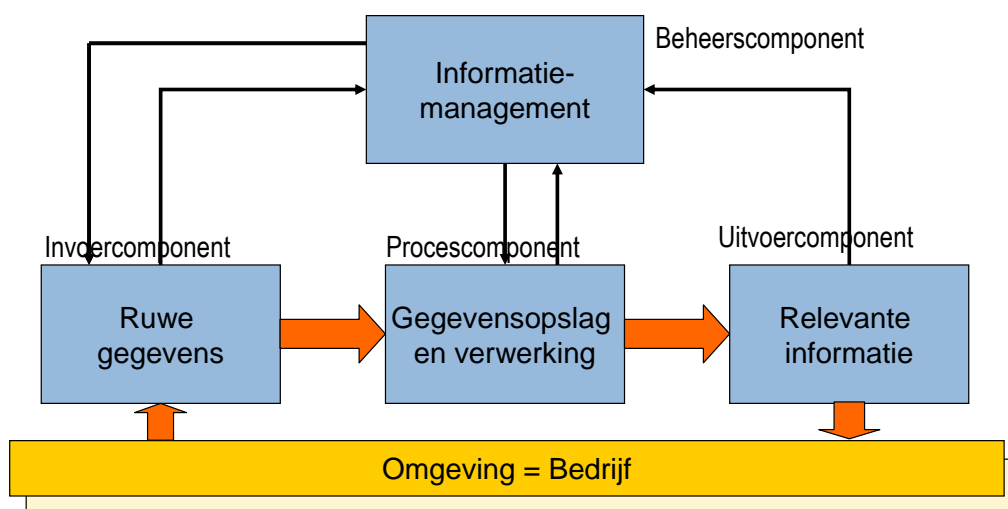 Beheerscomponent
Informatie-
management
Invoercomponent
Procescomponent
Uitvoercomponent
Ruwe
gegevens
Gegevensopslag
en verwerking
Relevante
informatie
Omgeving = Bedrijf